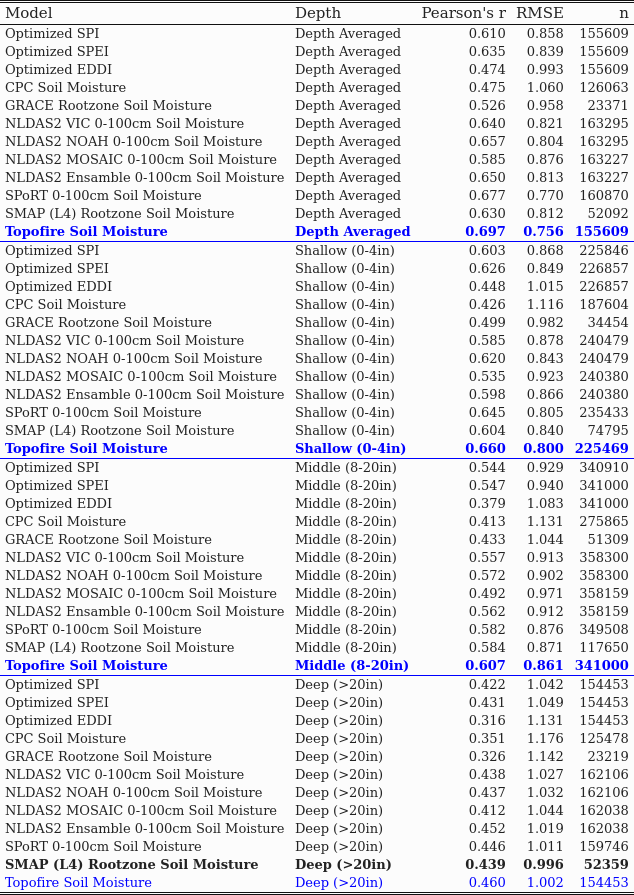 Model Depth Pearson's r RMSE n
Optimized SPI Depth Averaged 0.610 0.858 155609
Optimized SPEI Depth Averaged 0.635 0.839 155609
Optimized EDDI Depth Averaged 0.474 0.993 155609
CPC Soil Moisture Depth Averaged 0.475 1.060 126063
GRACE Rootzone Soil Moisture Depth Averaged 0.526 0.958 23371
NLDAS2 VIC 0-100cm Soil Moisture Depth Averaged 0.640 0.821 163295
NLDAS2 NOAH 0-100cm Soil Moisture Depth Averaged 0.657 0.804 163295
NLDAS2 MOSAIC 0-100cm Soil Moisture Depth Averaged 0.585 0.876 163227
NLDAS2 Ensamble 0-100cm Soil Moisture Depth Averaged 0.650 0.813 163227
SPoRT 0-100cm Soil Moisture Depth Averaged 0.677 0.770 160870
SMAP (L4) Rootzone Soil Moisture Depth Averaged 0.630 0.812 52092
Topofire Soil Moisture Depth Averaged 0.697 0.756 155609
Optimized SPI Shallow (0-4in) 0.603 0.868 225846
Optimized SPEI Shallow (0-4in) 0.626 0.849 226857
Optimized EDDI Shallow (0-4in) 0.448 1.015 226857
CPC Soil Moisture Shallow (0-4in) 0.426 1.116 187604
GRACE Rootzone Soil Moisture Shallow (0-4in) 0.499 0.982 34454
NLDAS2 VIC 0-100cm Soil Moisture Shallow (0-4in) 0.585 0.878 240479
NLDAS2 NOAH 0-100cm Soil Moisture Shallow (0-4in) 0.620 0.843 240479
NLDAS2 MOSAIC 0-100cm Soil Moisture Shallow (0-4in) 0.535 0.923 240380
NLDAS2 Ensamble 0-100cm Soil Moisture Shallow (0-4in) 0.598 0.866 240380
SPoRT 0-100cm Soil Moisture Shallow (0-4in) 0.645 0.805 235433
SMAP (L4) Rootzone Soil Moisture Shallow (0-4in) 0.604 0.840 74795
Topofire Soil Moisture Shallow (0-4in) 0.660 0.800 225469
Optimized SPI Middle (8-20in) 0.544 0.929 340910
Optimized SPEI Middle (8-20in) 0.547 0.940 341000
Optimized EDDI Middle (8-20in) 0.379 1.083 341000
CPC Soil Moisture Middle (8-20in) 0.413 1.131 275865
GRACE Rootzone Soil Moisture Middle (8-20in) 0.433 1.044 51309
NLDAS2 VIC 0-100cm Soil Moisture Middle (8-20in) 0.557 0.913 358300
NLDAS2 NOAH 0-100cm Soil Moisture Middle (8-20in) 0.572 0.902 358300
NLDAS2 MOSAIC 0-100cm Soil Moisture Middle (8-20in) 0.492 0.971 358159
NLDAS2 Ensamble 0-100cm Soil Moisture Middle (8-20in) 0.562 0.912 358159
SPoRT 0-100cm Soil Moisture Middle (8-20in) 0.582 0.876 349508
SMAP (L4) Rootzone Soil Moisture Middle (8-20in) 0.584 0.871 117650
Topofire Soil Moisture Middle (8-20in) 0.607 0.861 341000
Optimized SPI Deep (>20in) 0.422 1.042 154453
Optimized SPEI Deep (>20in) 0.431 1.049 154453
Optimized EDDI Deep (>20in) 0.316 1.131 154453
CPC Soil Moisture Deep (>20in) 0.351 1.176 125478
GRACE Rootzone Soil Moisture Deep (>20in) 0.326 1.142 23219
NLDAS2 VIC 0-100cm Soil Moisture Deep (>20in) 0.438 1.027 162106
NLDAS2 NOAH 0-100cm Soil Moisture Deep (>20in) 0.437 1.032 162106
NLDAS2 MOSAIC 0-100cm Soil Moisture Deep (>20in) 0.412 1.044 162038
NLDAS2 Ensamble 0-100cm Soil Moisture Deep (>20in) 0.452 1.019 162038
SPoRT 0-100cm Soil Moisture Deep (>20in) 0.446 1.011 159746
SMAP (L4) Rootzone Soil Moisture Deep (>20in) 0.439 0.996 52359
Topofire Soil Moisture Deep (>20in) 0.460 1.002 154453